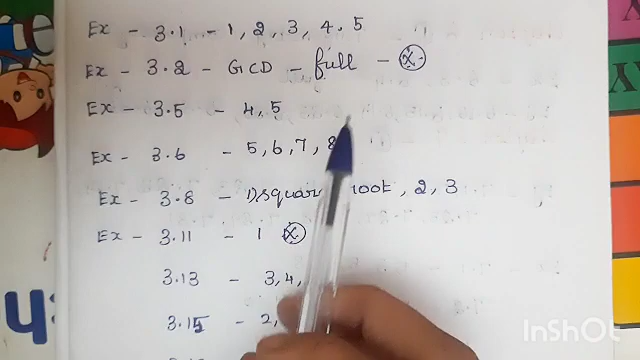 Ex - 3.1 - 1, 2, 3, 4.5
Ex - 3.2 - GCD - full - X
Ex - 3.5 - 4, 5
Ex - 3.6 - 5, 6, 7, 8
Ex - 3.8 - 1), 2, 3
Ex - 3.11 - 1 X
3.13 - 3, 4,
3.15 - 2,
InShOt